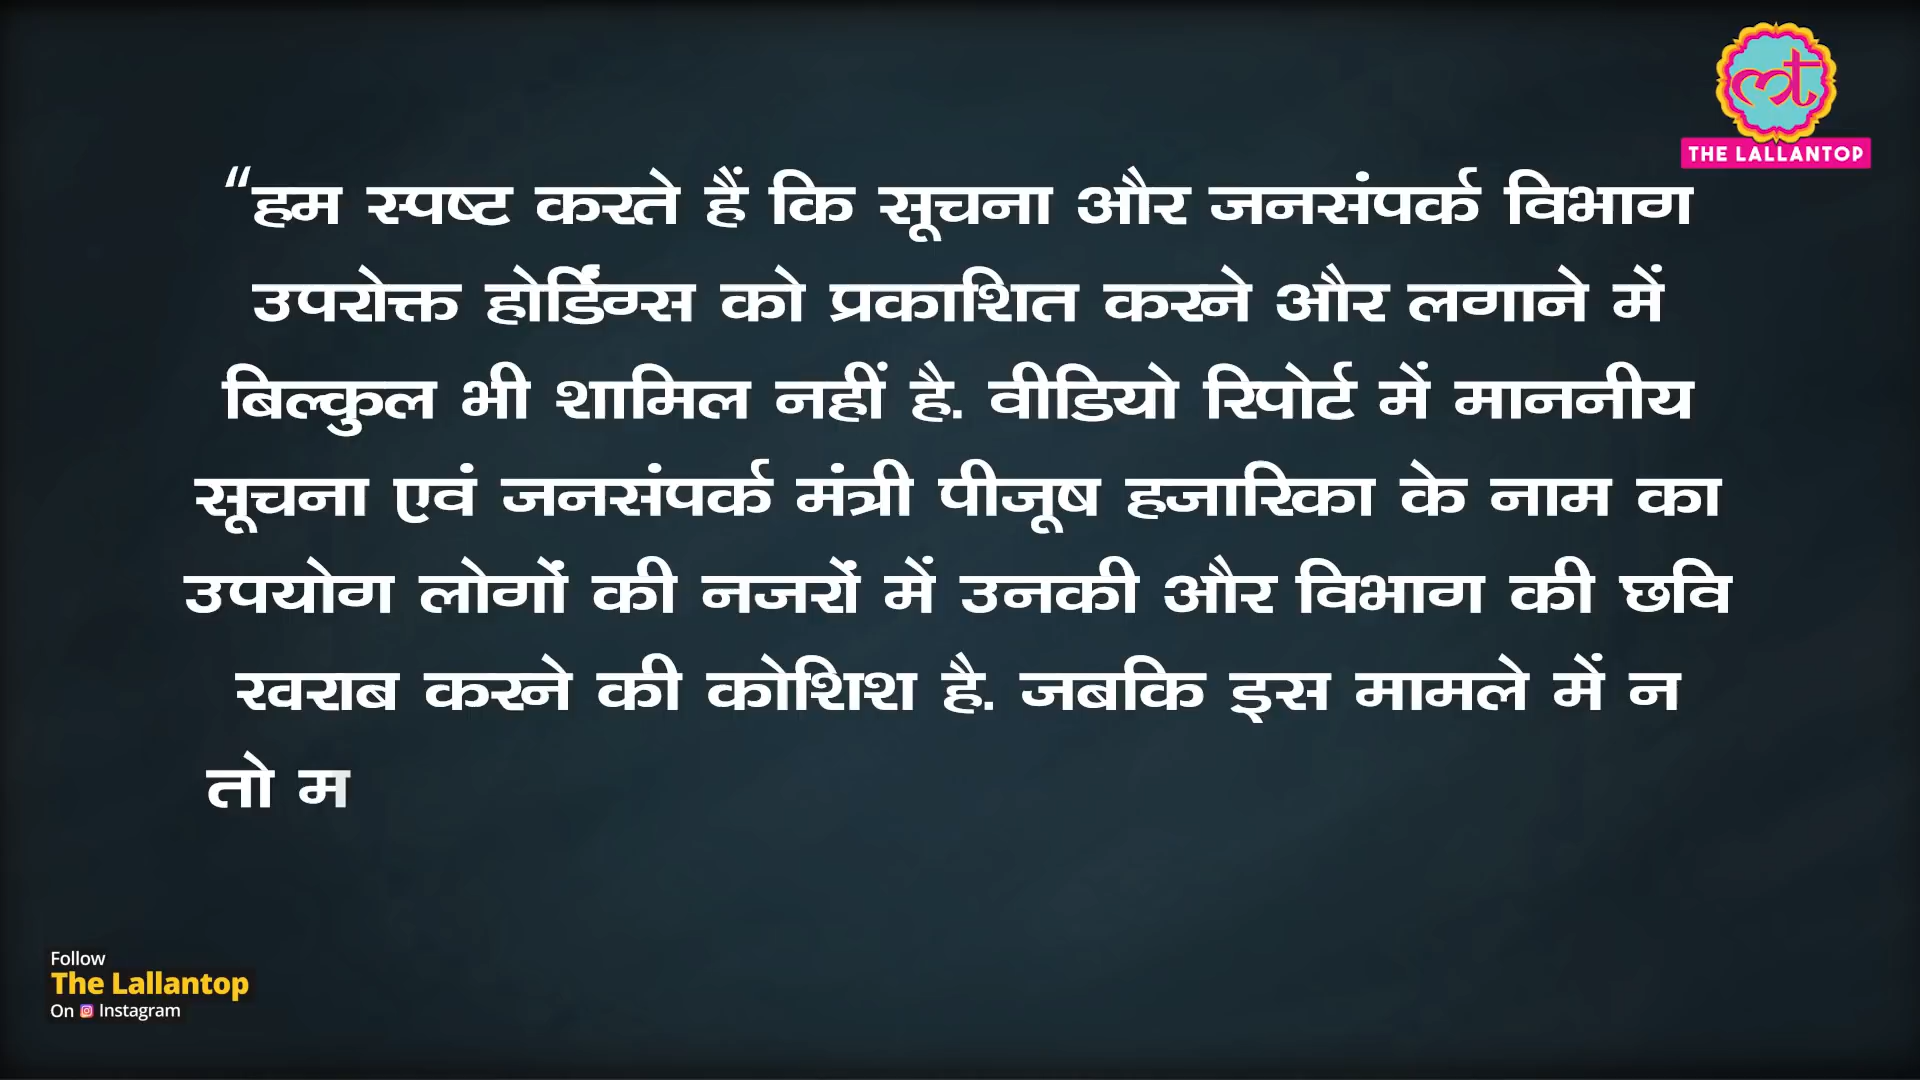 THE LALLANTOP
“हम स्पष्ट करते हैं कि सूचना और जनसंपर्क विभाग
उपरोक्त होर्डिंग्स को प्रकाशित करने और लगाने में
बिल्कुल भी शामिल नहीं है. वीडियो रिपोर्ट में माननीय
सूचना एवं जनसंपर्क मंत्री पीजूष हजारिका के नाम का
उपयोग लोगों की नजरों में उनकी और विभाग की छवि
खराब करने की कोशिश है. जबकि इस मामले में न
तो म
Follow
The Lallantop
On Instagram